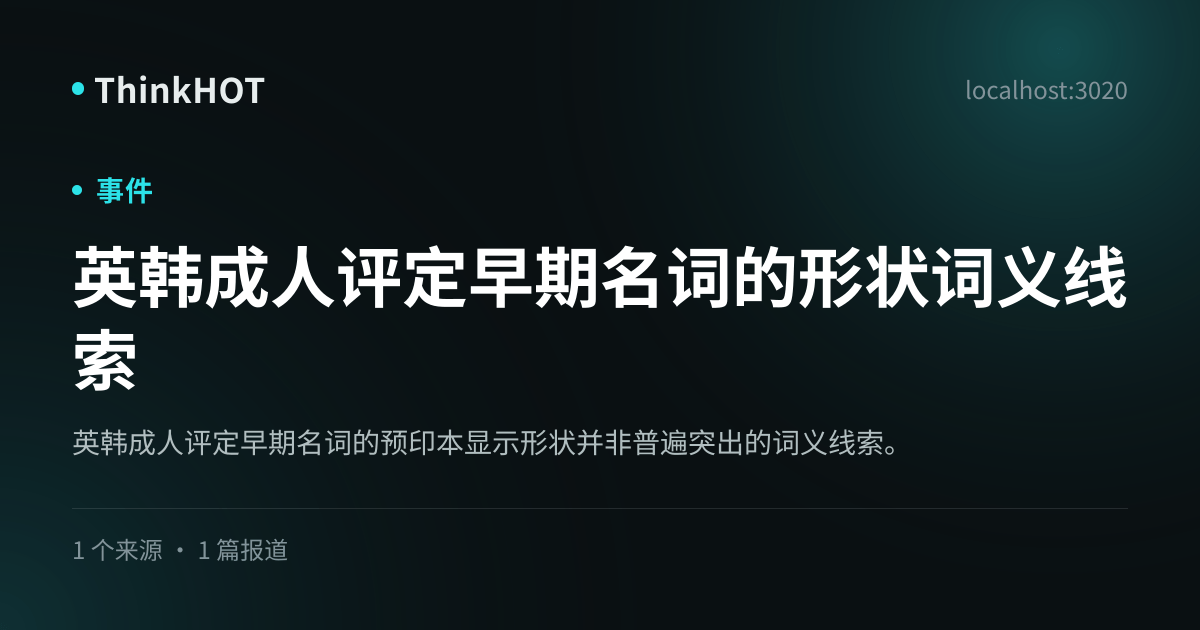 ThinkHOT
localhost:3020
事件
英韩成人评定早期名词的形状词义线
索
英韩成人评定早期名词的预印本显示形状并非普遍突出的词义线索。
1 个来源 · 1 篇报道